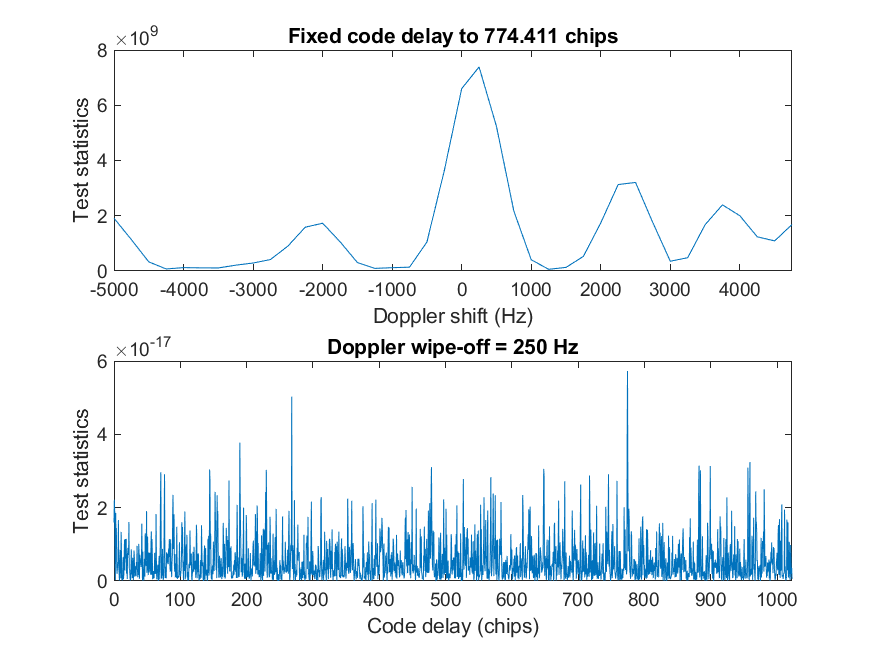 ×10^9
Fixed code delay to 774.411 chips
8
6
4
2
0
Test statistics
-5000 -4000 -3000 -2000 -1000 0 1000 2000 3000 4000
Doppler shift (Hz)
×10^-17
Doppler wipe-off = 250 Hz
6
4
2
0
Test statistics
0 100 200 300 400 500 600 700 800 900 1000
Code delay (chips)